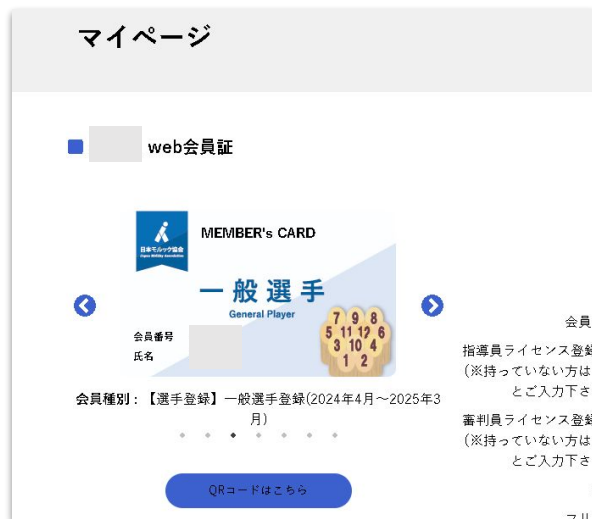 マイページ
web会員証
日本モルック協会
Japan Mölkky Association
MEMBER's CARD
一般選手
General Player
7 9 8
5 11 12 6
3 10 4
1 2
会員番号
氏名
会員種別：【選手登録】一般選手登録(2024年4月～2025年3
月)
QRコードはこちら
会員
指導員ライセンス登録
(※持っていない方は
とご入力下さ
審判員ライセンス登録
(※持っていない方は
とご入力下さ
フリ